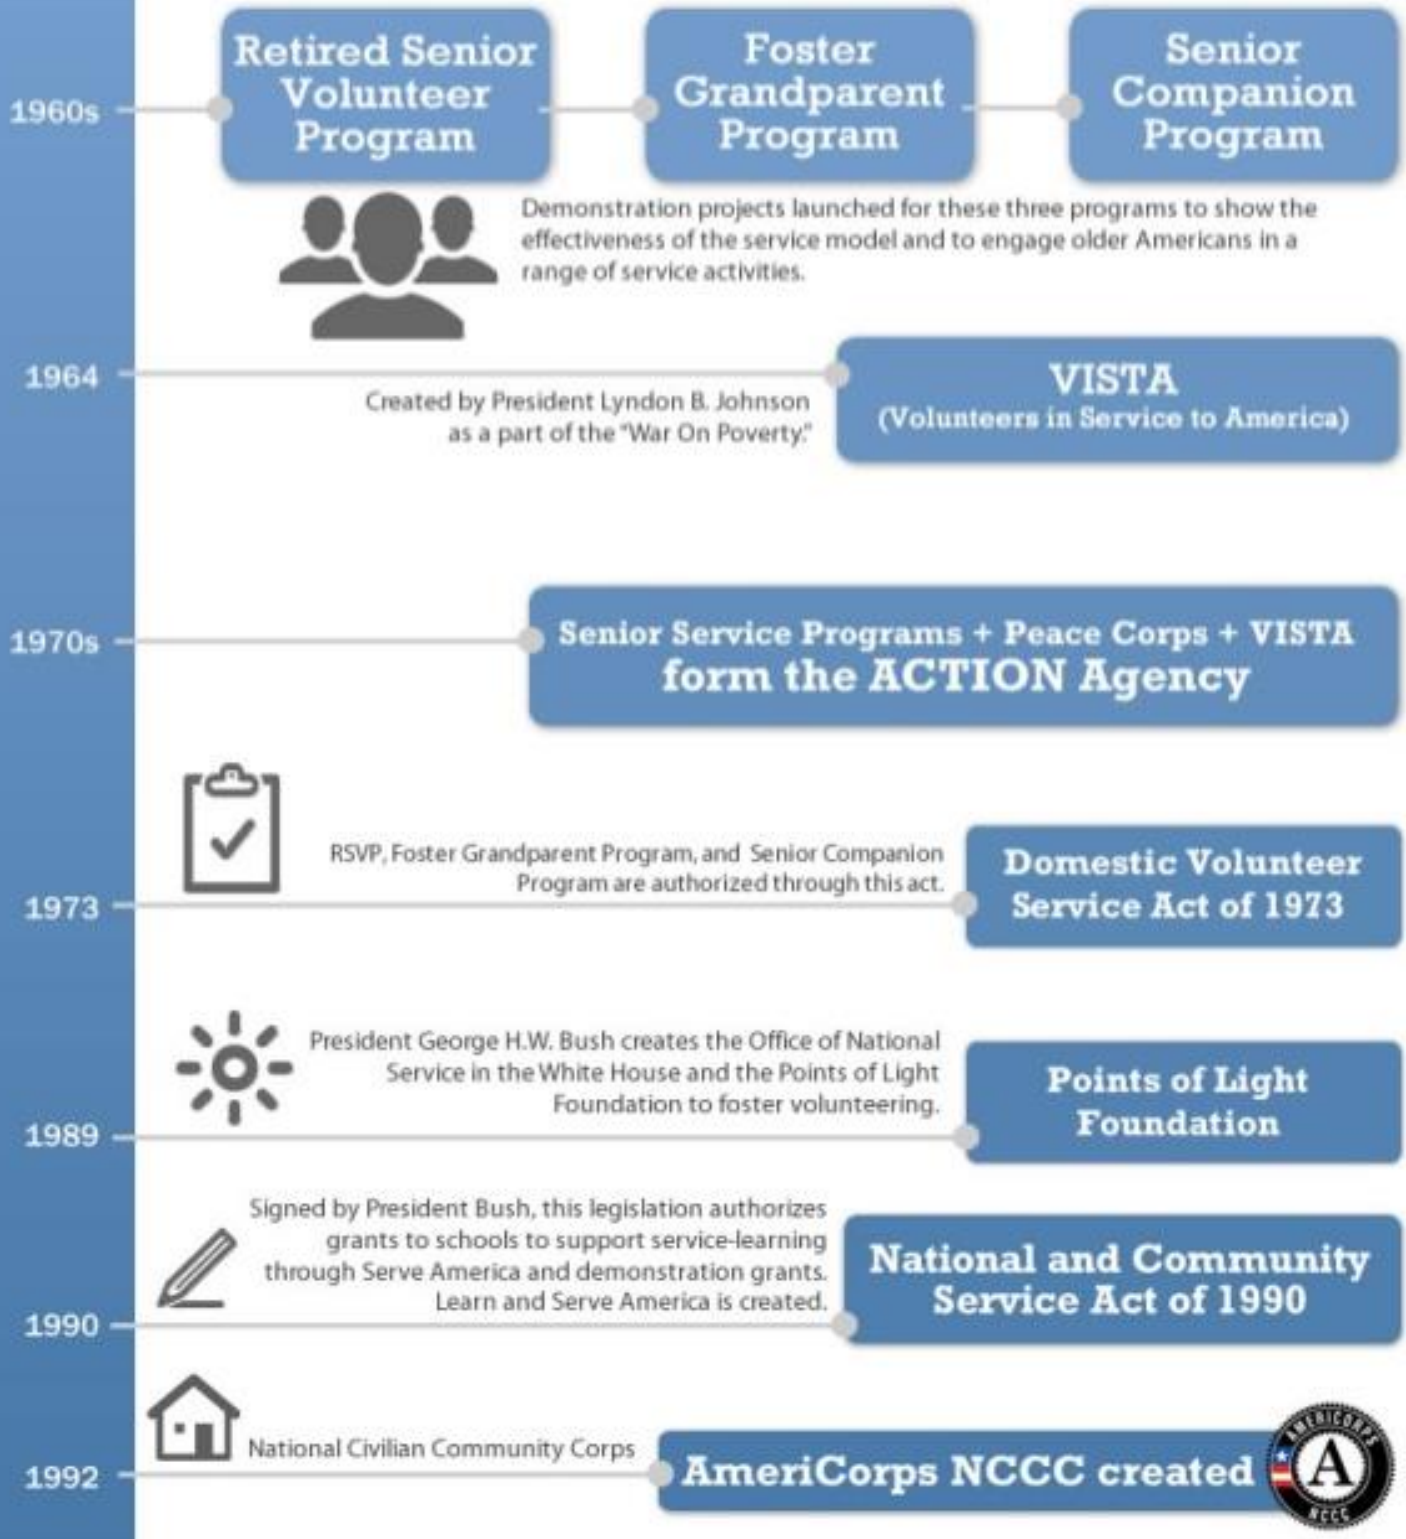 1960s
Retired Senior
Volunteer
Program
Foster
Grandparent
Program
Senior
Companion
Program
Demonstration projects launched for these three programs to show the
effectiveness of the service model and to engage older Americans in a
range of service activities.
1964
Created by President Lyndon B. Johnson
as a part of the "War On Poverty."
VISTA
(Volunteers in Service to America)
1970s
Senior Service Programs + Peace Corps + VISTA
form the ACTION Agency
RSVP, Foster Grandparent Program, and Senior Companion
Program are authorized through this act.
1973
Domestic Volunteer
Service Act of 1973
President George H.W. Bush creates the Office of National
Service in the White House and the Points of Light
Foundation to foster volunteering.
1989
Points of Light
Foundation
Signed by President Bush, this legislation authorizes
grants to schools to support service-learning
through Serve America and demonstration grants.
Learn and Serve America is created.
1990
National and Community
Service Act of 1990
National Civilian Community Corps
1992
AmeriCorps NCCC created
AMERICORPS
A
NCCC